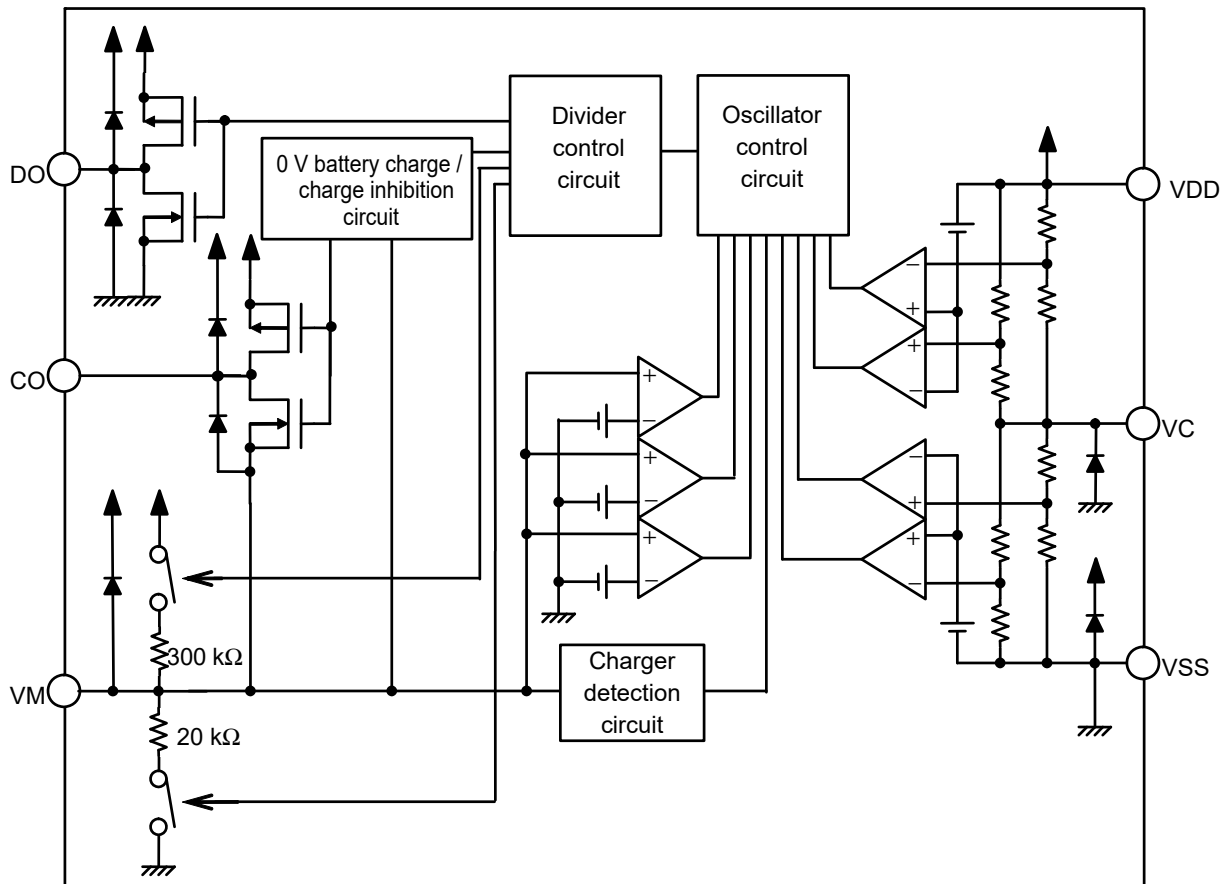 DO
CO
VM
0 V battery charge /
charge inhibition
circuit
Divider
control
circuit
Oscillator
control
circuit
300 kΩ
20 kΩ
+
−
+
−
+
−
Charger
detection
circuit
−
+
+
−
−
+
+
−
VDD
VC
VSS